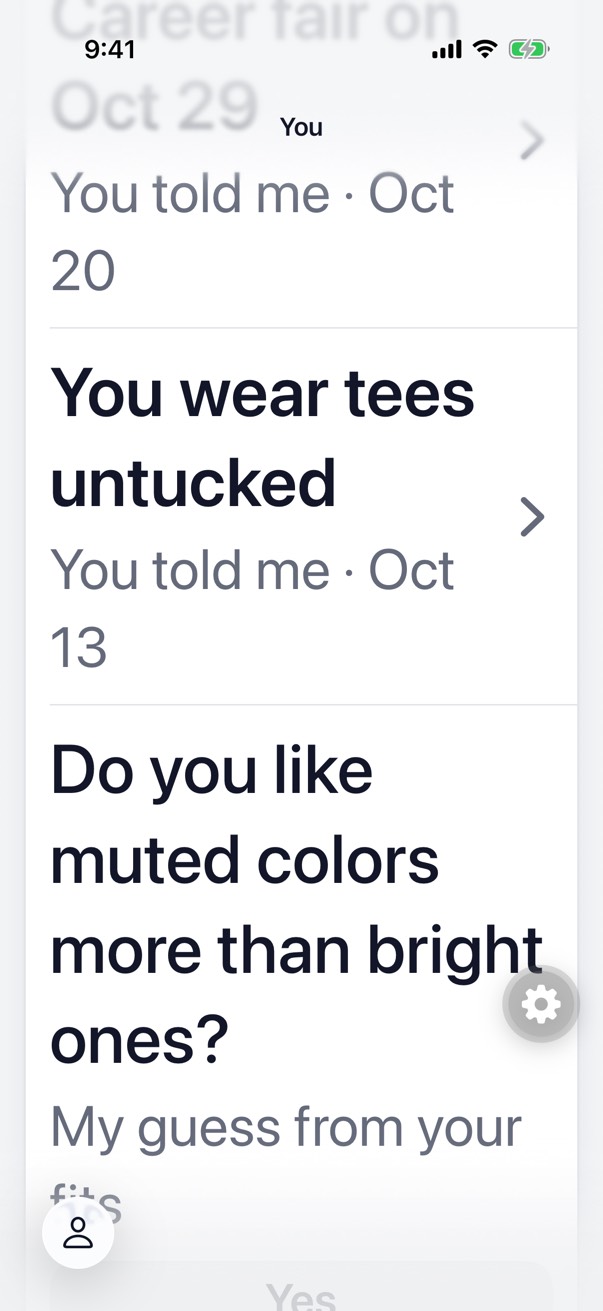 Career fair on
9:41
Oct 29
You
You told me · Oct
20
You wear tees
untucked
You told me · Oct
13
Do you like
muted colors
more than bright
ones?
My guess from your
fits
Yes